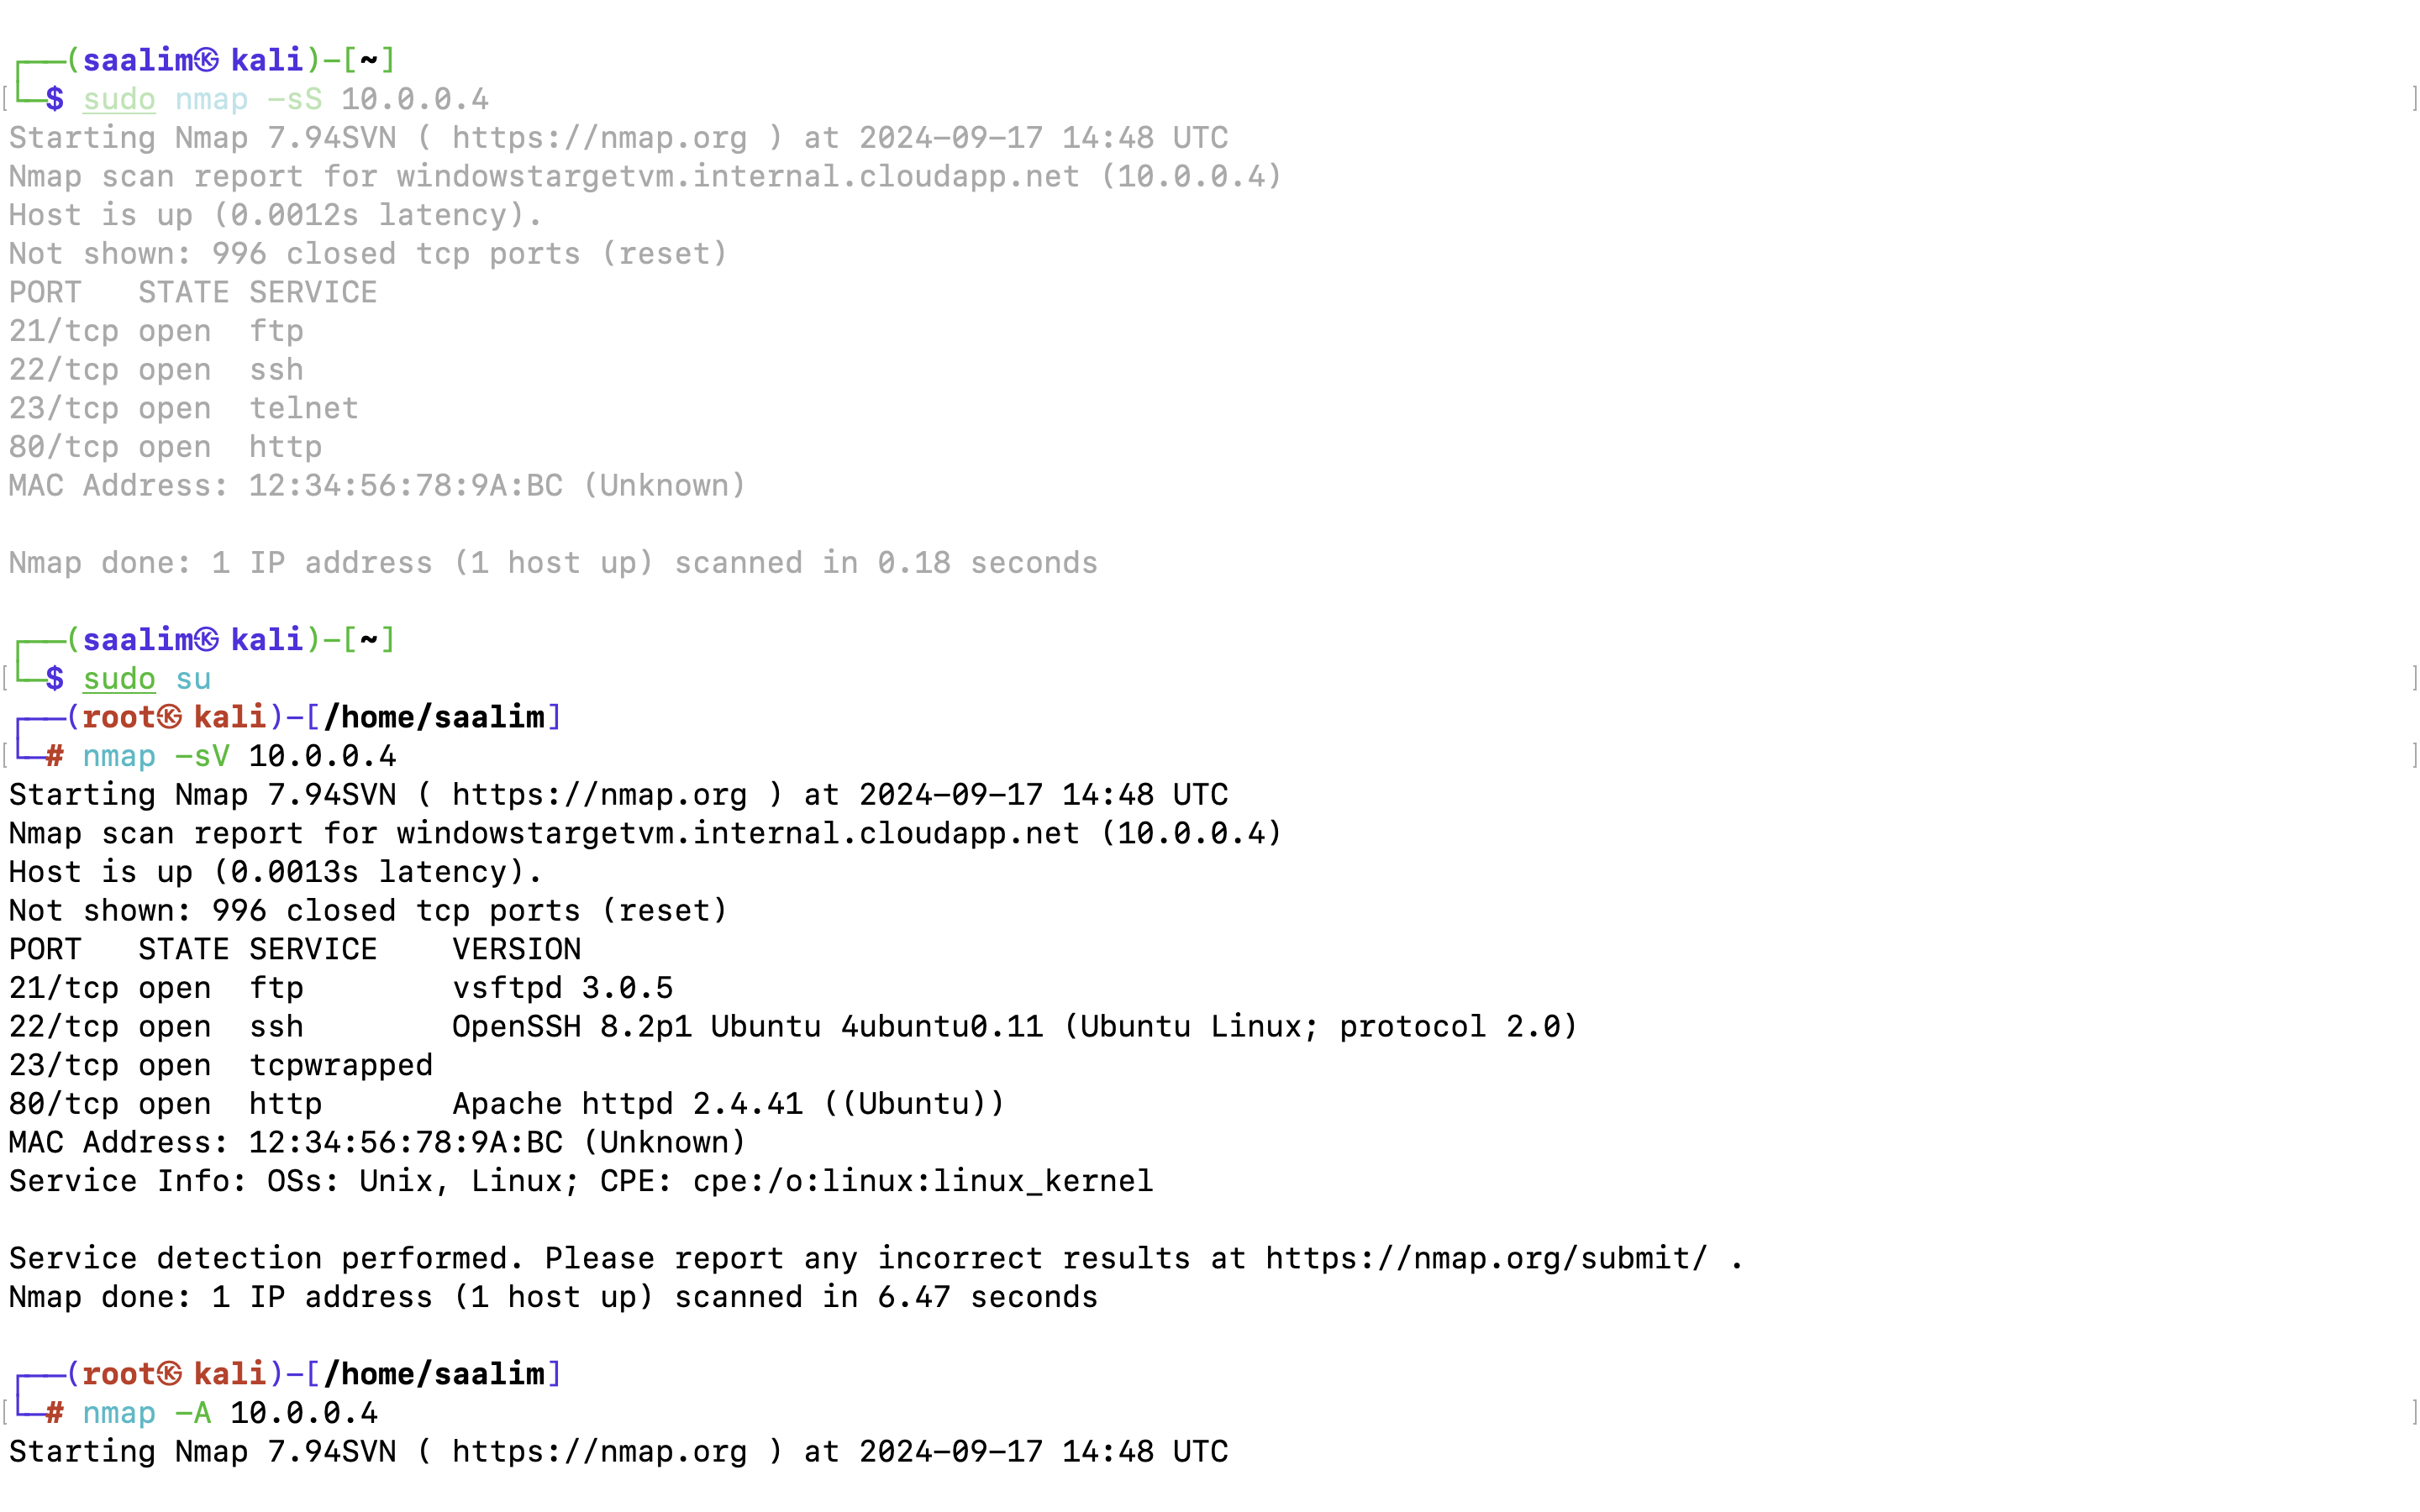 ┌──(saalim㉿kali)-[~]
└─$ sudo nmap -sS 10.0.0.4
Starting Nmap 7.94SVN ( https://nmap.org ) at 2024-09-17 14:48 UTC
Nmap scan report for windowstargetvm.internal.cloudapp.net (10.0.0.4)
Host is up (0.0012s latency).
Not shown: 996 closed tcp ports (reset)
PORT   STATE SERVICE
21/tcp open  ftp
22/tcp open  ssh
23/tcp open  telnet
80/tcp open  http
MAC Address: 12:34:56:78:9A:BC (Unknown)

Nmap done: 1 IP address (1 host up) scanned in 0.18 seconds

┌──(saalim㉿kali)-[~]
└─$ sudo su
┌──(root㉿kali)-[/home/saalim]
└─# nmap -sV 10.0.0.4
Starting Nmap 7.94SVN ( https://nmap.org ) at 2024-09-17 14:48 UTC
Nmap scan report for windowstargetvm.internal.cloudapp.net (10.0.0.4)
Host is up (0.0013s latency).
Not shown: 996 closed tcp ports (reset)
PORT   STATE SERVICE    VERSION
21/tcp open  ftp        vsftpd 3.0.5
22/tcp open  ssh        OpenSSH 8.2p1 Ubuntu 4ubuntu0.11 (Ubuntu Linux; protocol 2.0)
23/tcp open  tcpwrapped
80/tcp open  http       Apache httpd 2.4.41 ((Ubuntu))
MAC Address: 12:34:56:78:9A:BC (Unknown)
Service Info: OSs: Unix, Linux; CPE: cpe:/o:linux:linux_kernel

Service detection performed. Please report any incorrect results at https://nmap.org/submit/ .
Nmap done: 1 IP address (1 host up) scanned in 6.47 seconds

┌──(root㉿kali)-[/home/saalim]
└─# nmap -A 10.0.0.4
Starting Nmap 7.94SVN ( https://nmap.org ) at 2024-09-17 14:48 UTC